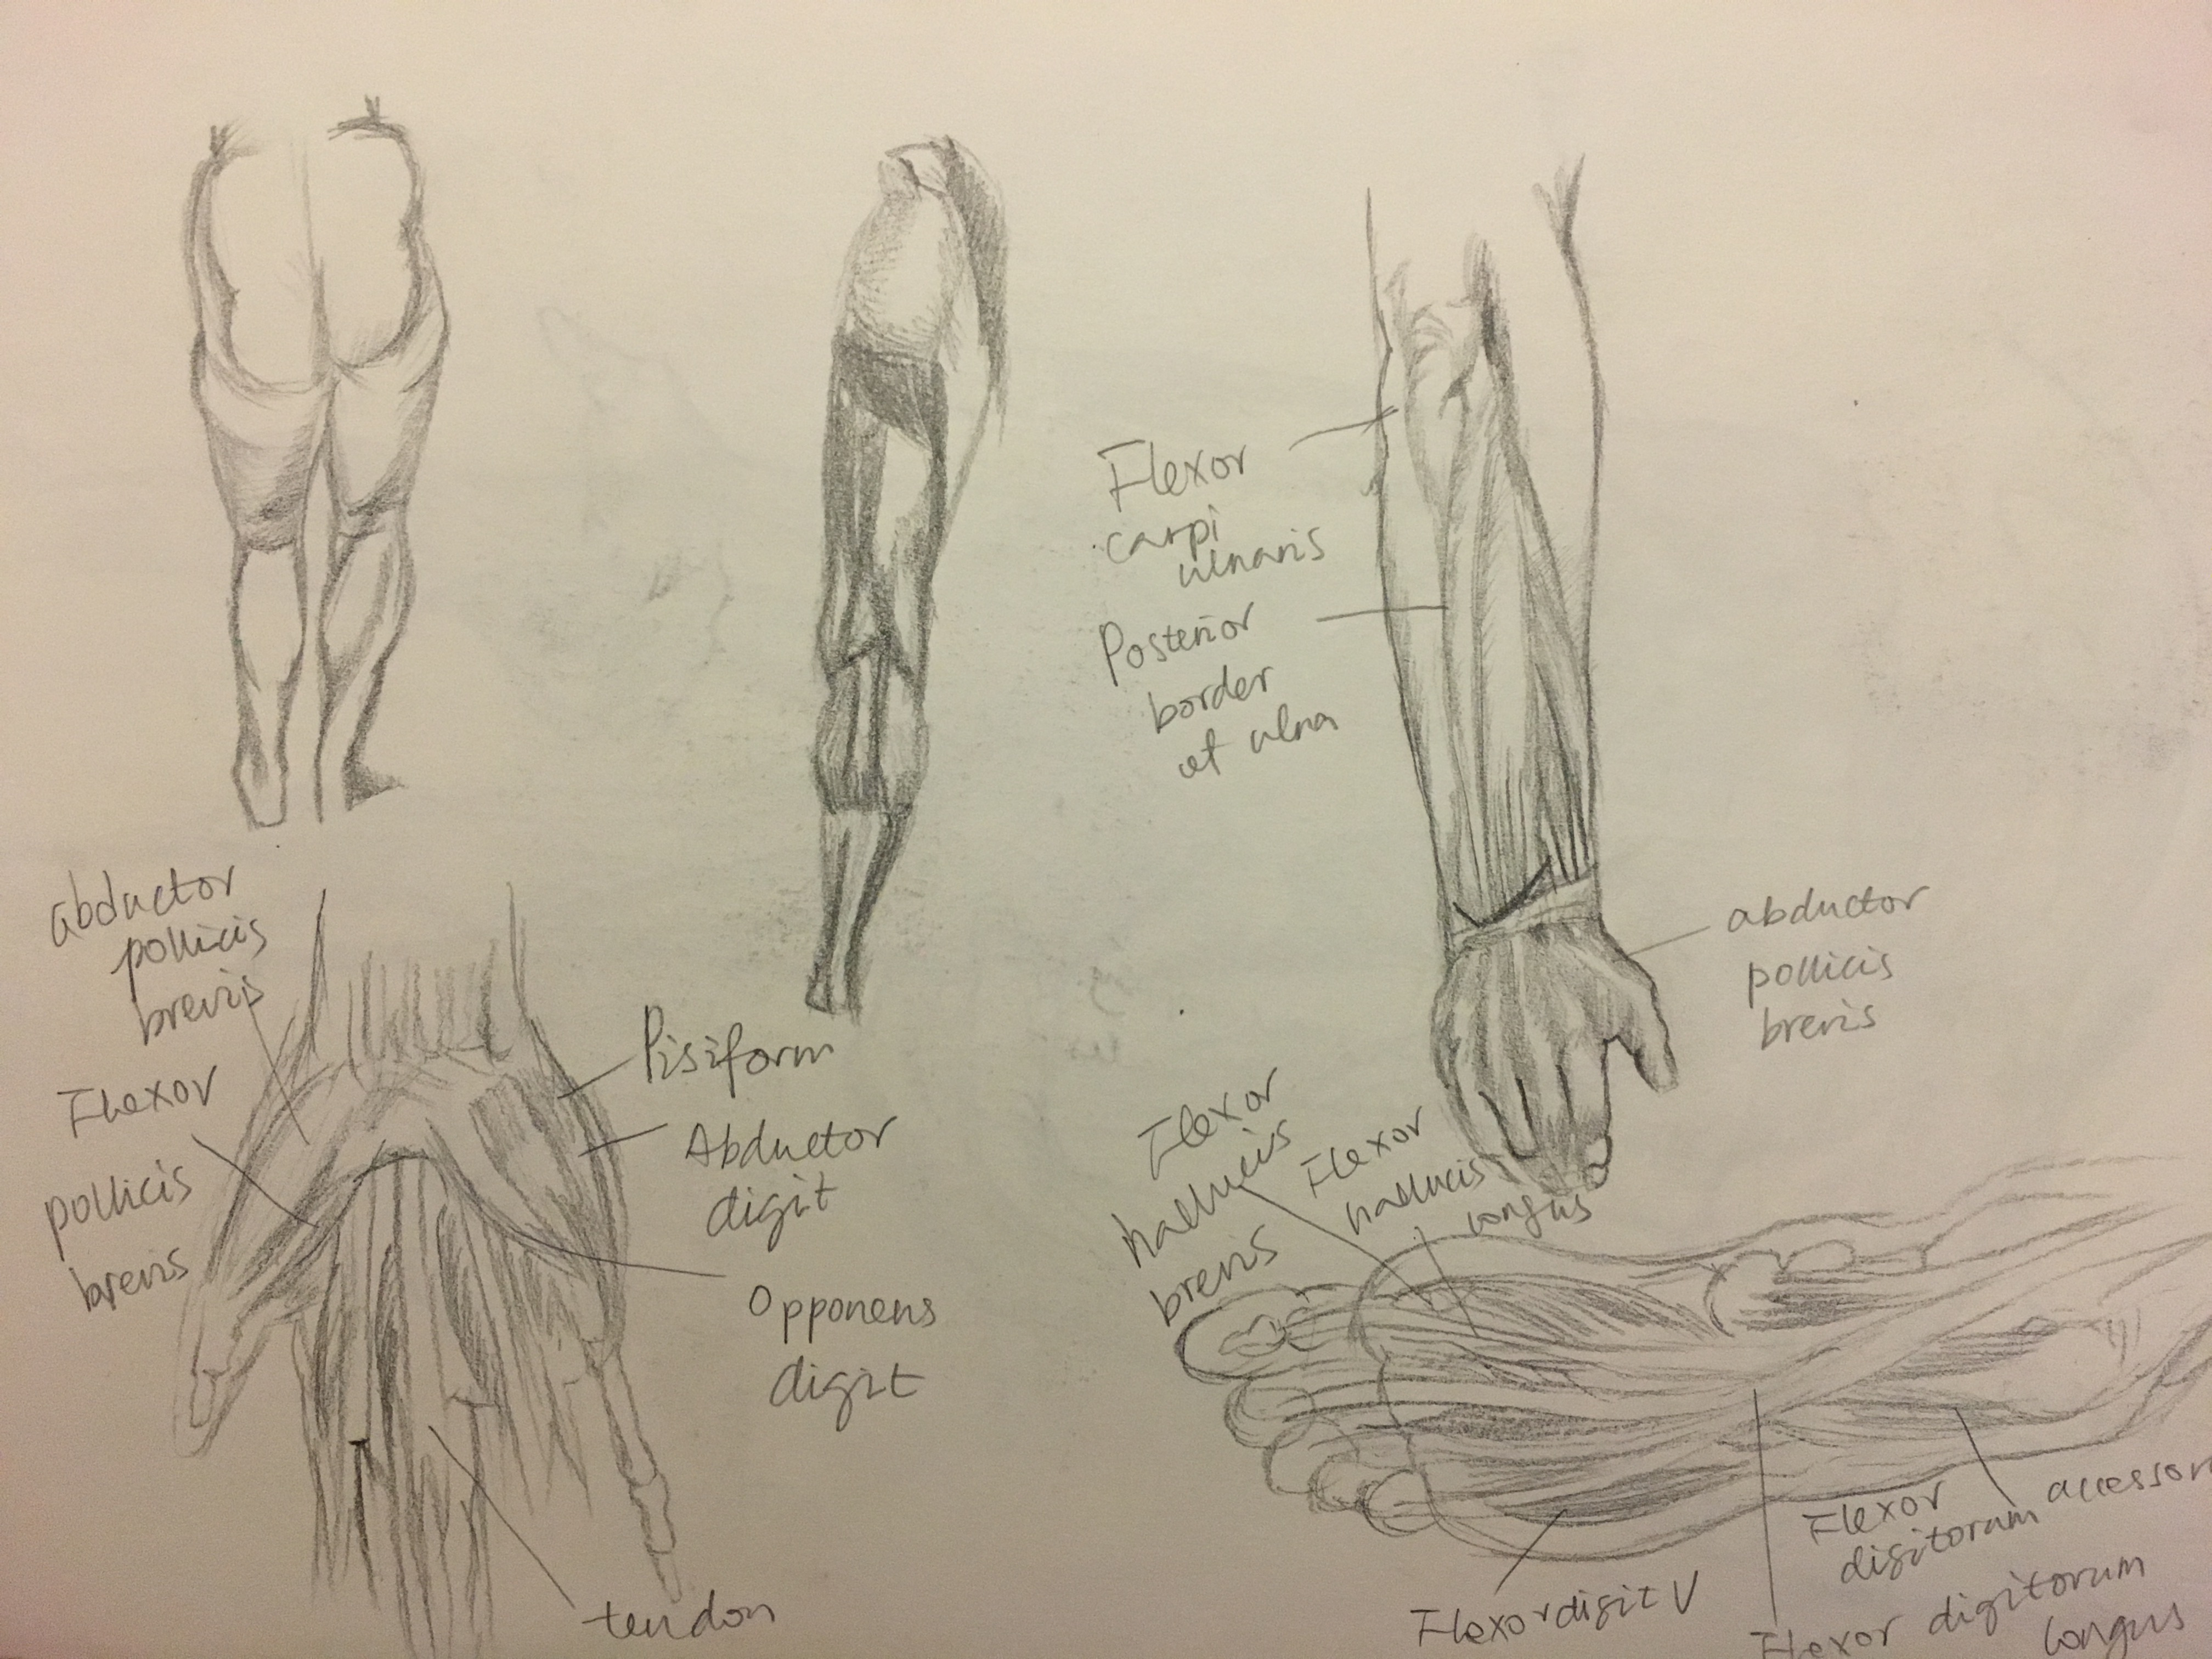 Flexor
carpi
ulnaris
Posterior
border
of ulna
abductor
pollicis
brevis
abductor
pollicis
brevis
Flexor
pollicis
brevis
Pisiform
Abductor
digit
Opponens
digit
tendon
Flexor
hallucis
brevis
Flexor
hallucis
longus
Flexor
digitorum
accessor
Flexor digit V
Flexor digitorum
longus